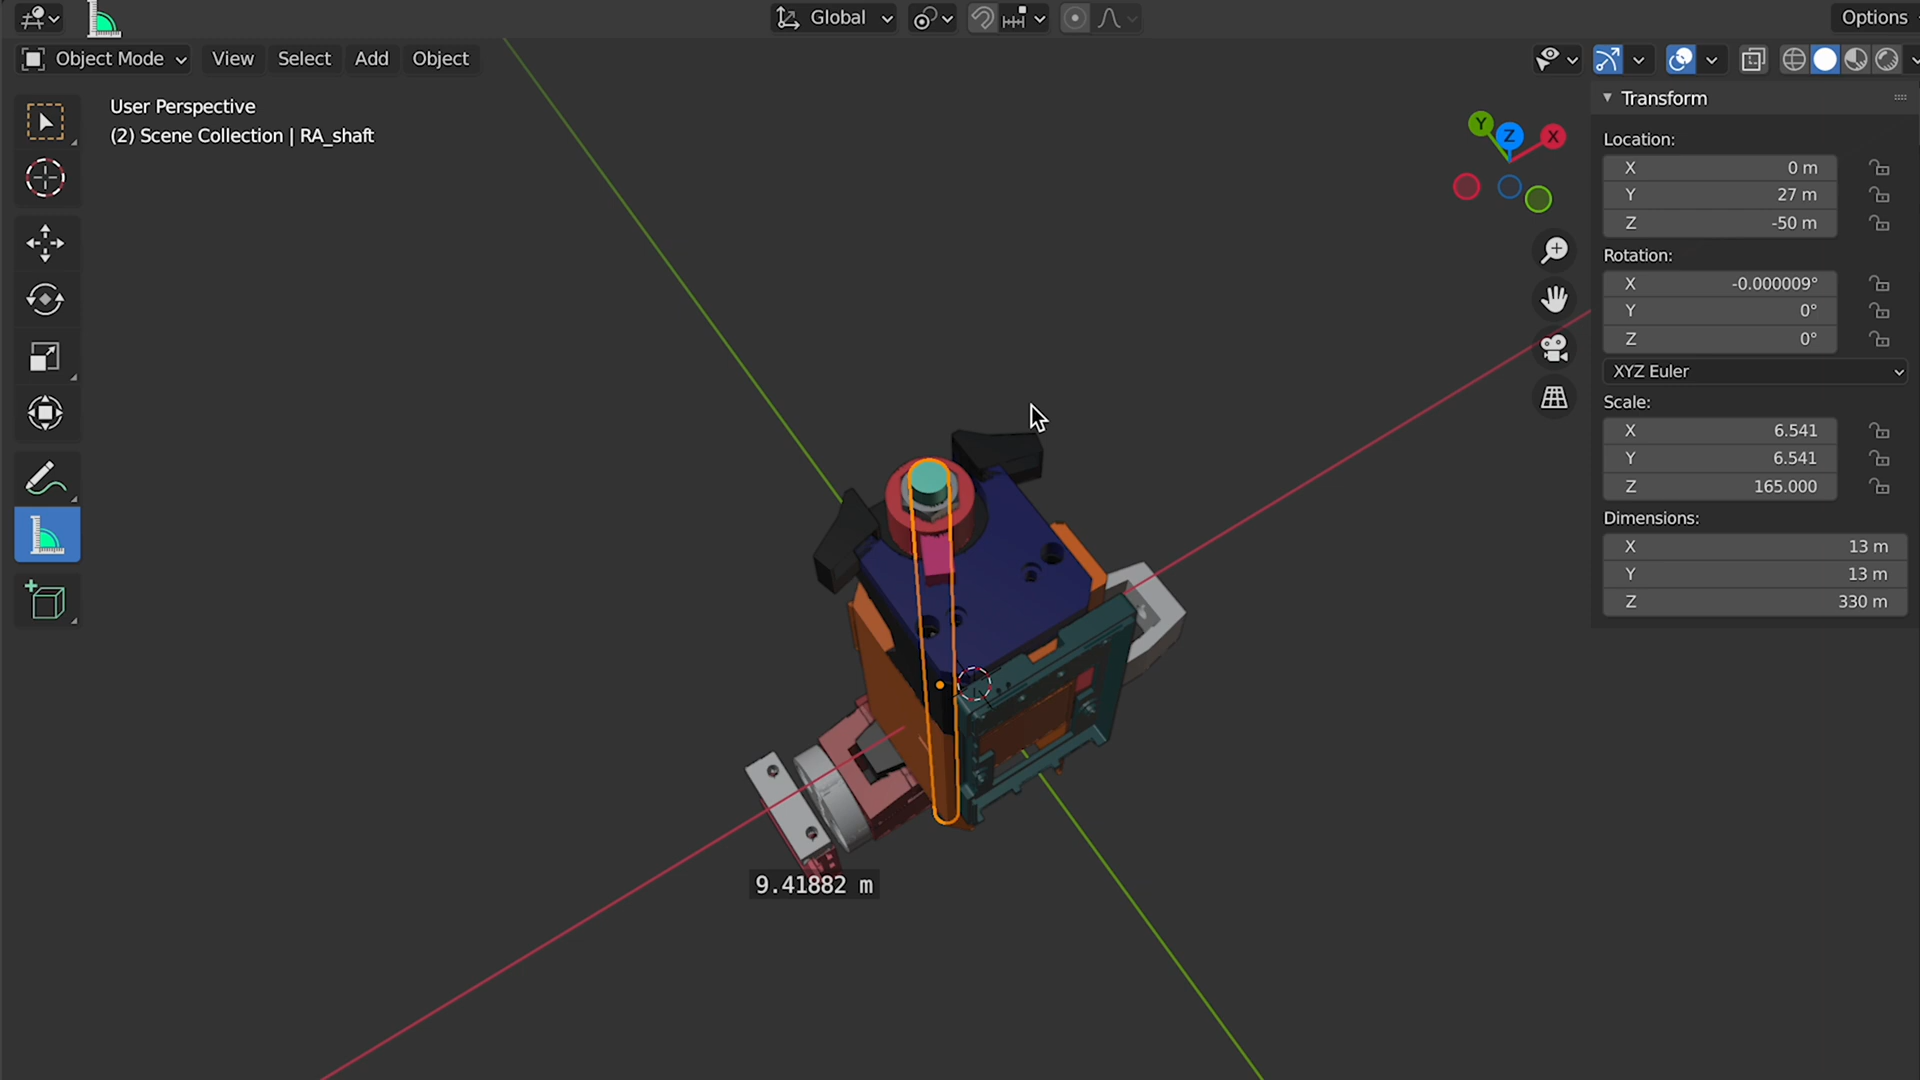 Global
Options
Object Mode
View
Select
Add
Object
User Perspective
(2) Scene Collection | RA_shaft
Y
Z
X
Transform
Location:
X 0 m
Y 27 m
Z -50 m
Rotation:
X -0.000009°
Y 0°
Z 0°
XYZ Euler
Scale:
X 6.541
Y 6.541
Z 165.000
Dimensions:
X 13 m
Y 13 m
Z 330 m
9.41882 m